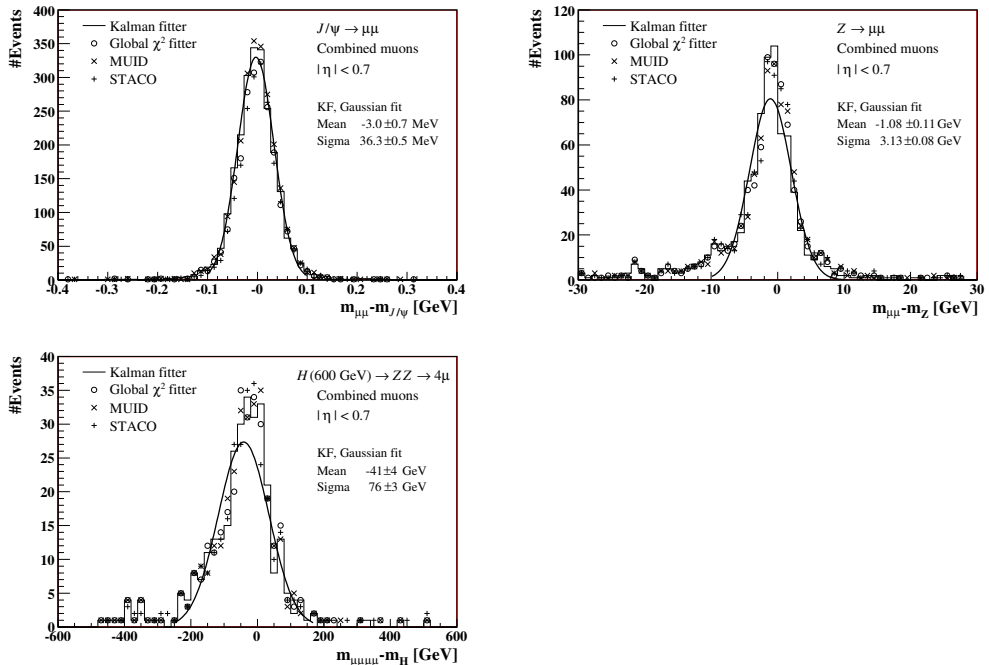 #Events
400
350
300
250
200
150
100
50
0
Kalman fitter
Global χ² fitter
MUID
STACO
J/ψ → μμ
Combined muons
|η| < 0.7
KF, Gaussian fit
Mean -3.0±0.7 MeV
Sigma 36.3±0.5 MeV
-0.4 -0.3 -0.2 -0.1 -0 0.1 0.2 0.3 0.4
mμμ-mJ/ψ [GeV]
#Events
120
100
80
60
40
20
0
Kalman fitter
Global χ² fitter
MUID
STACO
Z → μμ
Combined muons
|η| < 0.7
KF, Gaussian fit
Mean -1.08 ±0.11 GeV
Sigma 3.13±0.08 GeV
-30 -20 -10 0 10 20 30
mμμ-mZ [GeV]
#Events
40
35
30
25
20
15
10
5
0
Kalman fitter
Global χ² fitter
MUID
STACO
H(600 GeV) → ZZ → 4μ
Combined muons
|η| < 0.7
KF, Gaussian fit
Mean -41±4 GeV
Sigma 76±3 GeV
-600 -400 -200 0 200 400 600
mμμμμ-mH [GeV]